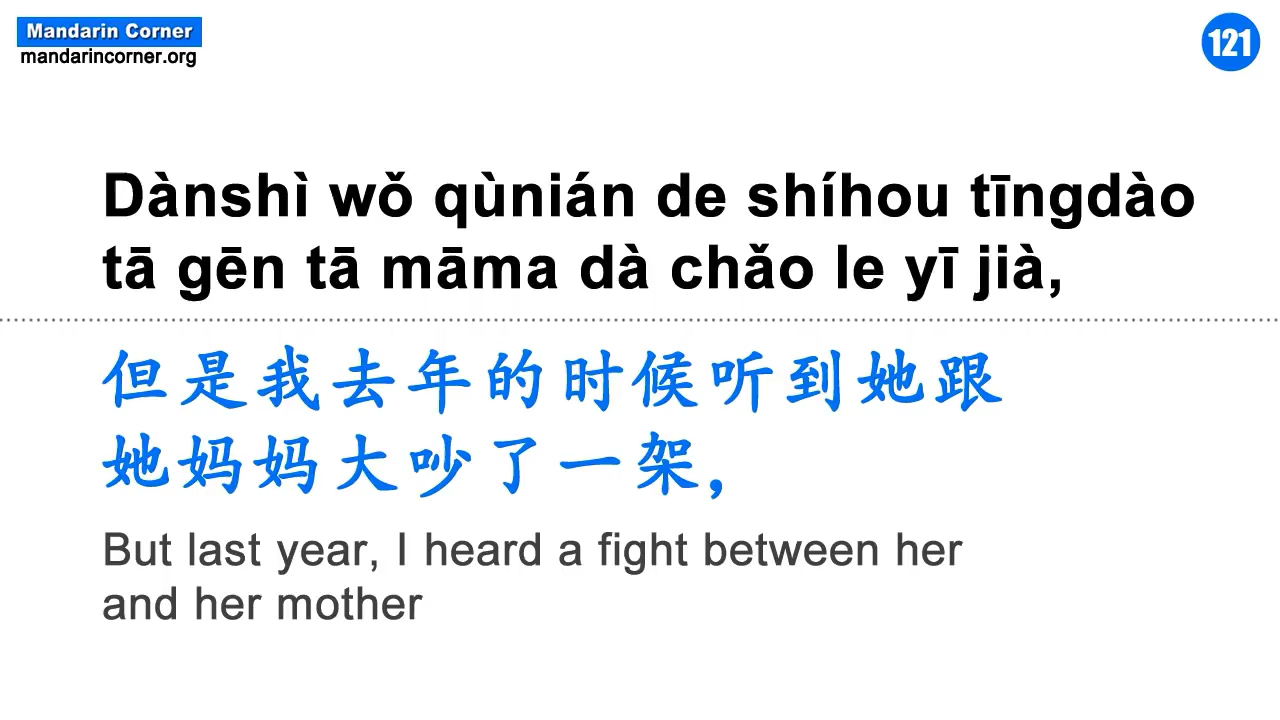 Mandarin Corner
mandarincorner.org
121
Dànshì wǒ qùnián de shíhou tīngdào
tā gēn tā māma dà chǎo le yī jià,
但是我去年的时候听到她跟
她妈妈大吵了一架，
But last year, I heard a fight between her
and her mother